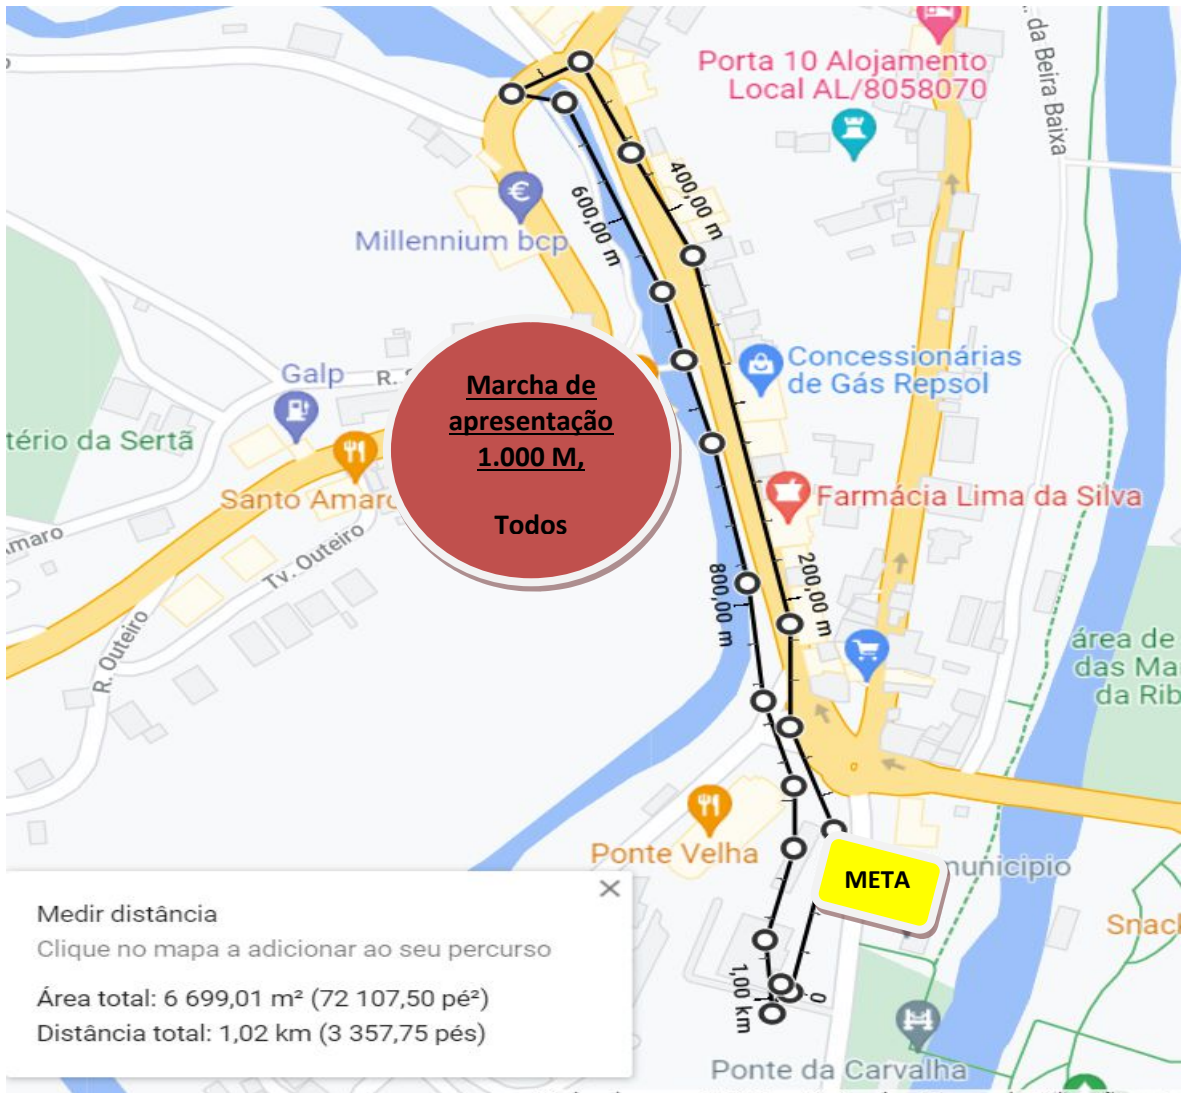 da Beira Baixa
Porta 10 Alojamento
Local AL/8058070
400,00 m
600,00 m
€
Millennium bcp
Concessionárias
de Gás Repsol
Galp
R.
Marcha de
apresentação
1.000 M,
Todos
tério da Sertã
Santo Amaro
Farmácia Lima da Silva
amaro
Tv. Outeiro
200,00 m
800,00 m
R. Outeiro
área de
das Ma
da Rib
Ponte Velha
META
municipio
Snack
Medir distância
Clique no mapa a adicionar ao seu percurso
Área total: 6 699,01 m² (72 107,50 pé²)
Distância total: 1,02 km (3 357,75 pés)
1,00 km
0
Ponte da Carvalha